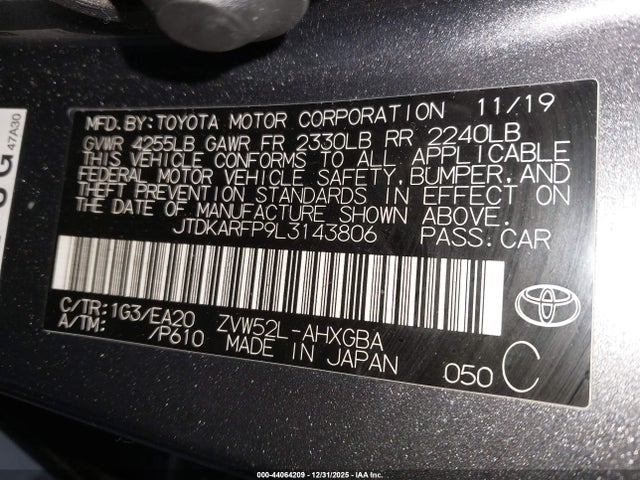 MFD.BY:TOYOTA MOTOR CORPORATION 11/19
GVWR 4255LB GAWR FR 2330LB RR 2240LB
THIS VEHICLE CONFORMS TO ALL APPLICABLE
FEDERAL MOTOR VEHICLE SAFETY,BUMPER,AND
THEFT PREVENTION STANDARDS IN EFFECT ON
THE DATE OF MANUFACTURE SHOWN ABOVE.
JTDKARFP9L3143806 PASS.CAR
C/TR:1G3/EA20 ZVW52L-AHXGBA
A/TM: /P610 MADE IN JAPAN
050 C
47A30
000-44064209 - 12/31/2025 - IAA Inc.